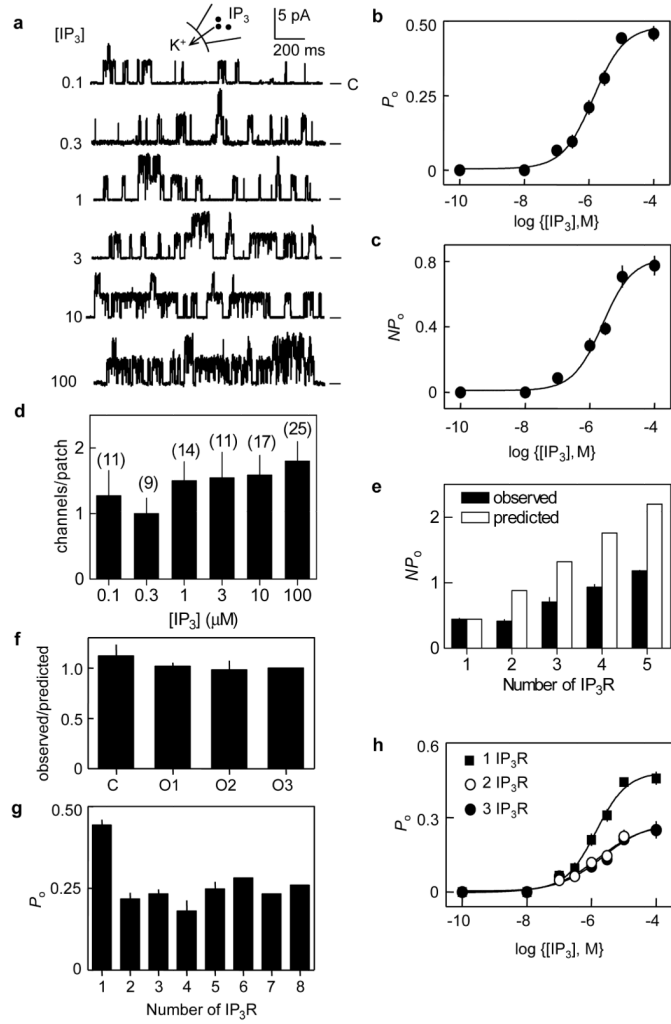 a
[IP3]
IP3
K+
5 pA
200 ms
0.1
C
0.3
1
3
10
100
b
Po
0.50
0.25
0
-10 -8 -6 -4
log {[IP3],M}
c
NPo
0.8
0.4
0
-10 -8 -6 -4
log {[IP3], M}
d
channels/patch
2
1
0
(11) (9) (14) (11) (17) (25)
0.1 0.3 1 3 10 100
[IP3] (μM)
e
observed
predicted
NPo
2
1
0
1 2 3 4 5
Number of IP3R
f
observed/predicted
1.0
0.5
0
C O1 O2 O3
g
Po
0.50
0.25
0
1 2 3 4 5 6 7 8
Number of IP3R
h
1 IP3R
2 IP3R
3 IP3R
Po
0.6
0.3
0
-10 -8 -6 -4
log {[IP3], M}